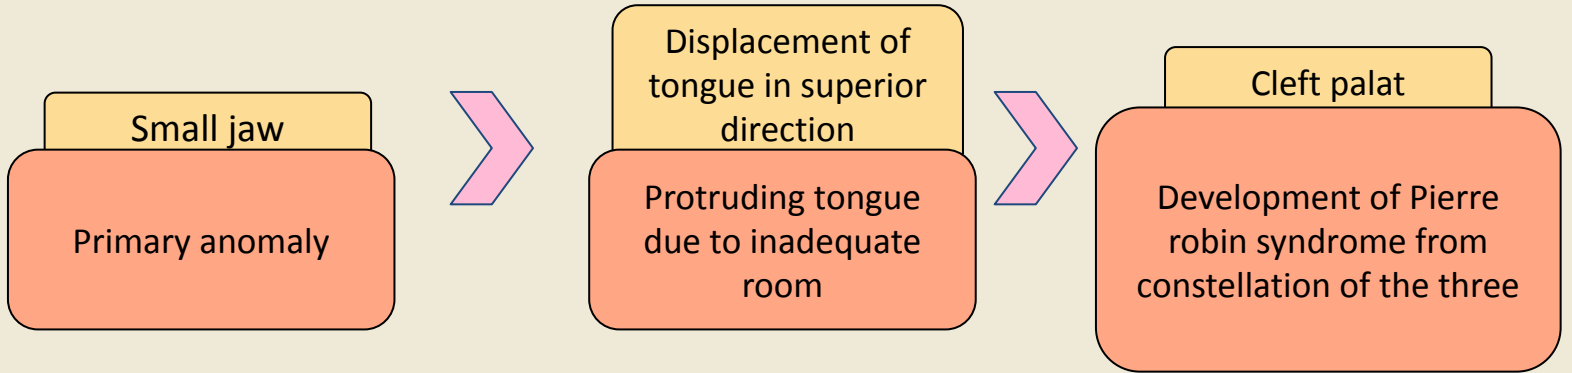 Small jaw
Primary anomaly
Displacement of
tongue in superior
direction
Protruding tongue
due to inadequate
room
Cleft palat
Development of Pierre
robin syndrome from
constellation of the three